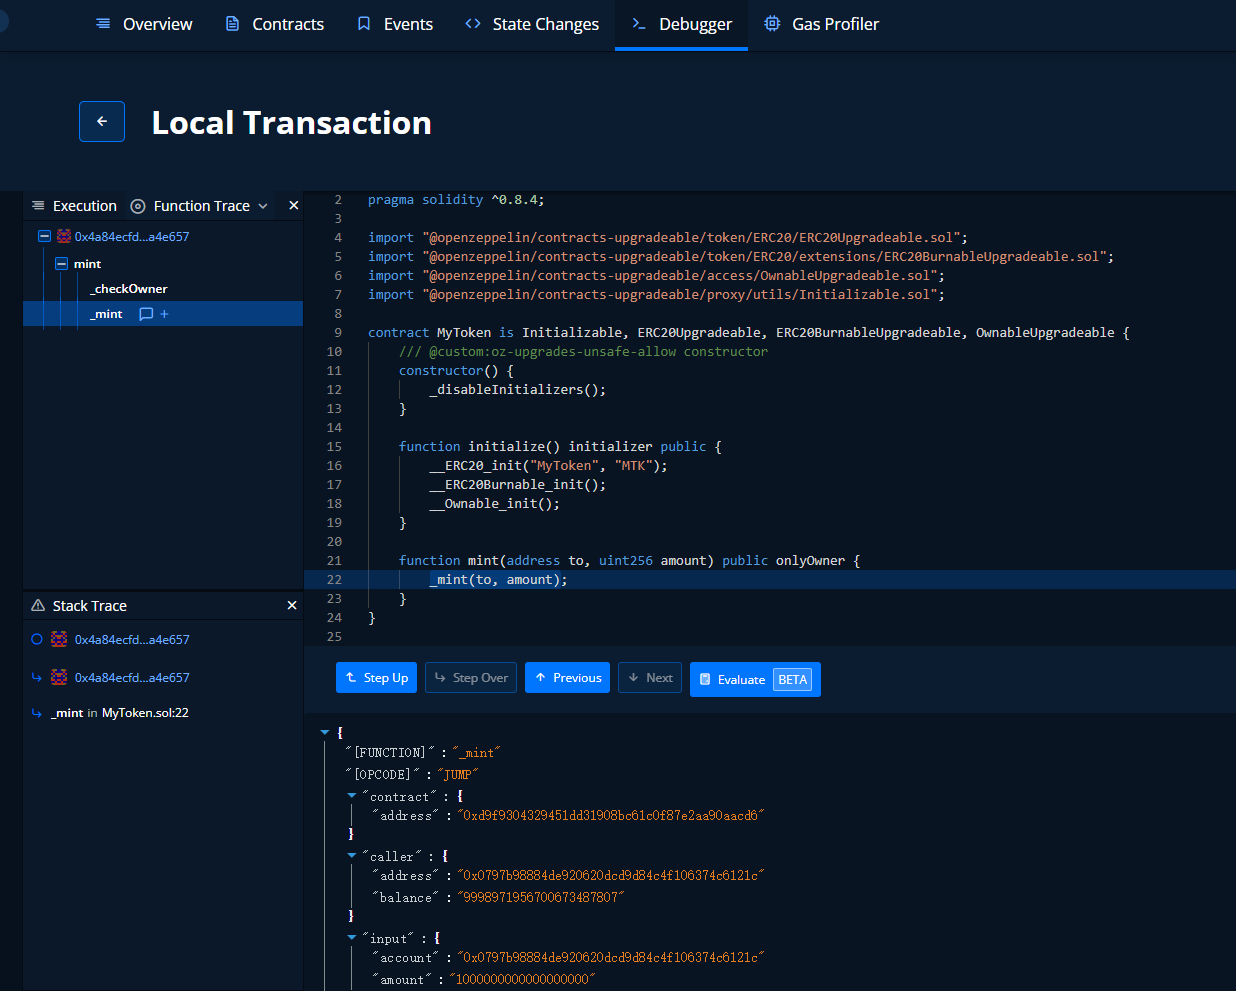 Overview Contracts Events State Changes Debugger Gas Profiler
Local Transaction
Execution Function Trace
0x4a84ecfd...a4e657
mint
_checkOwner
_mint
2 pragma solidity ^0.8.4;
3
4 import "@openzeppelin/contracts-upgradeable/token/ERC20/ERC20Upgradeable.sol";
5 import "@openzeppelin/contracts-upgradeable/token/ERC20/extensions/ERC20BurnableUpgradeable.sol";
6 import "@openzeppelin/contracts-upgradeable/access/OwnableUpgradeable.sol";
7 import "@openzeppelin/contracts-upgradeable/proxy/utils/Initializable.sol";
8
9 contract MyToken is Initializable, ERC20Upgradeable, ERC20BurnableUpgradeable, OwnableUpgradeable {
10 /// @custom:oz-upgrades-unsafe-allow constructor
11 constructor() {
12 _disableInitializers();
13 }
14
15 function initialize() initializer public {
16 __ERC20_init("MyToken", "MTK");
17 __ERC20Burnable_init();
18 __Ownable_init();
19 }
20
21 function mint(address to, uint256 amount) public onlyOwner {
22 _mint(to, amount);
23 }
24 }
25
Stack Trace
0x4a84ecfd...a4e657
0x4a84ecfd...a4e657
_mint in MyToken.sol:22
Step Up Step Over Previous Next Evaluate BETA
{
"[FUNCTION]" : "_mint"
"[OPCODE]" : "JUMP"
"contract" : {
"address" : "0xd9f9304329451dd31908bc61c0f87e2aa90aacd6"
}
"caller" : {
"address" : "0x0797b98884de920620dcd9d84c4f106374c6121c"
"balance" : "9998971956700673487807"
}
"input" : {
"account" : "0x0797b98884de920620dcd9d84c4f106374c6121c"
"amount" : "1000000000000000000"